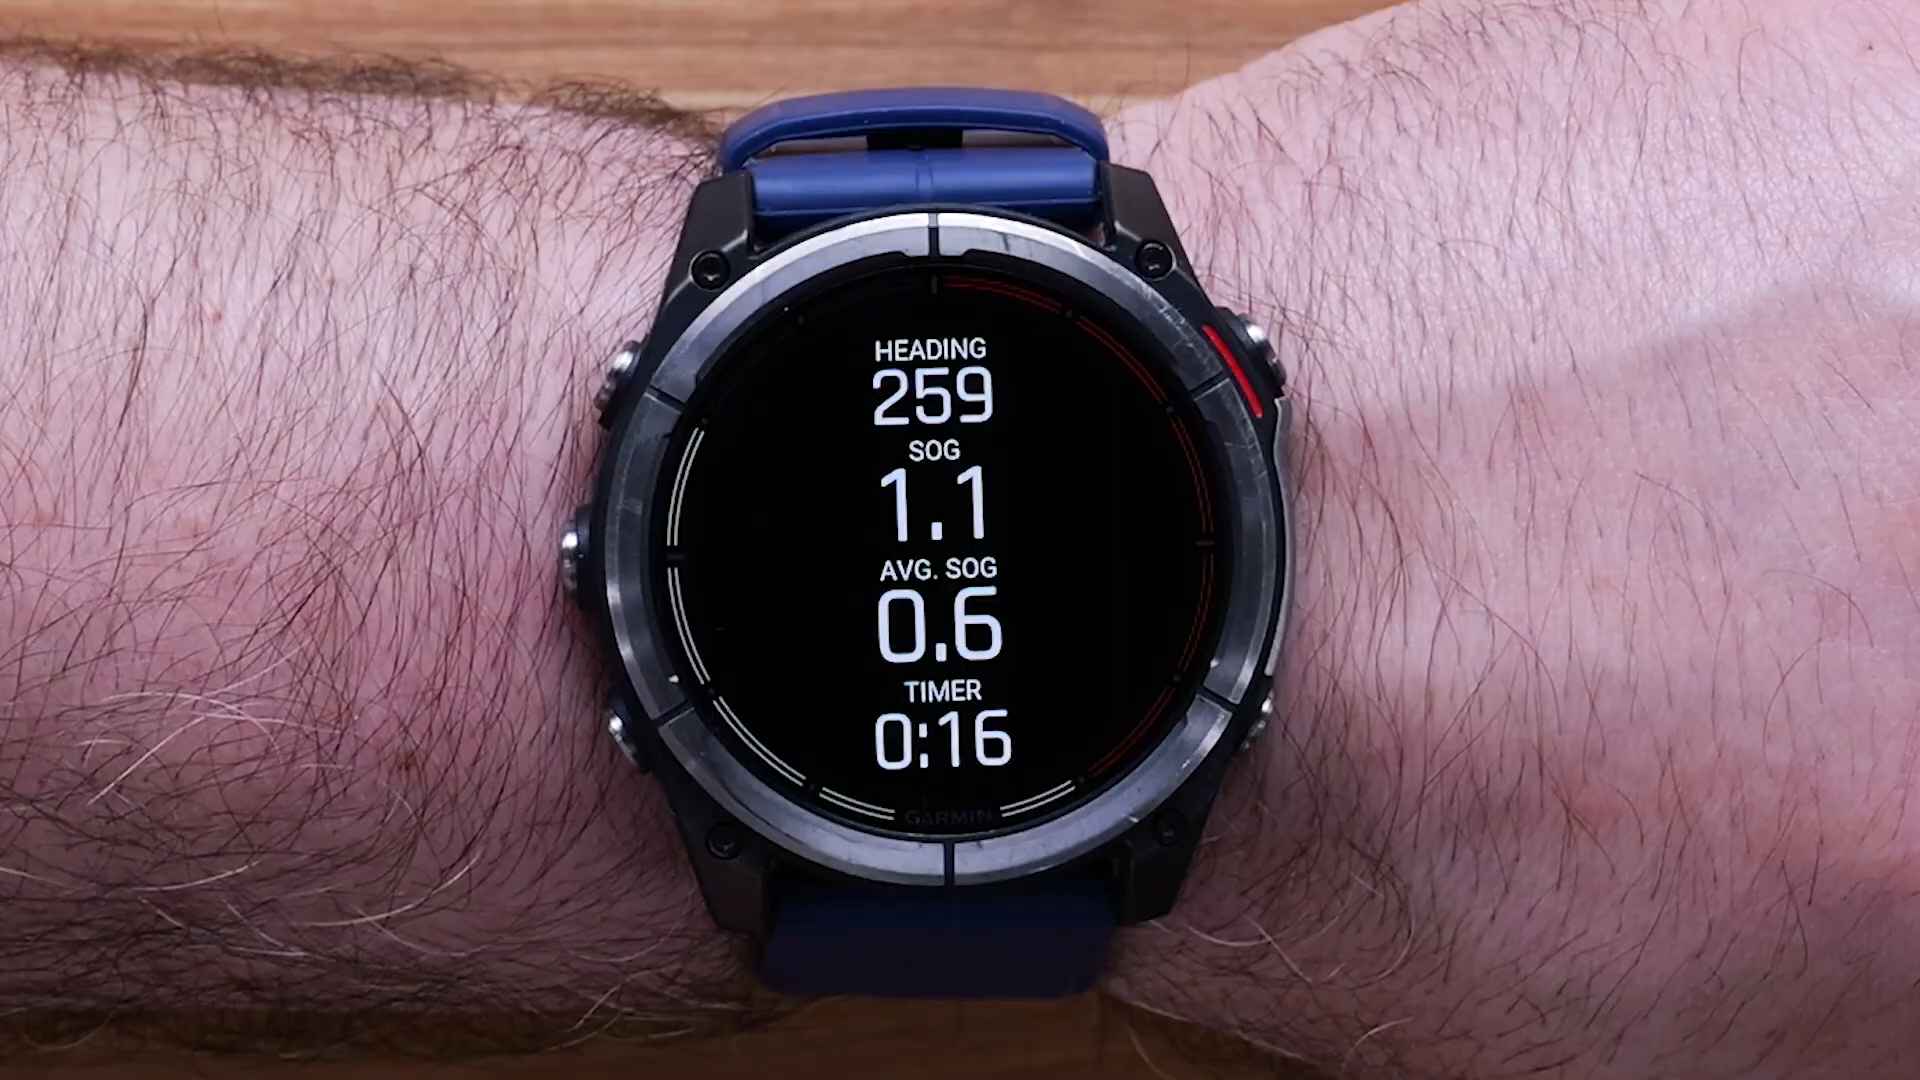 HEADING
259
SOG
1.1
AVG. SOG
0.6
TIMER
0:16
GARMIN